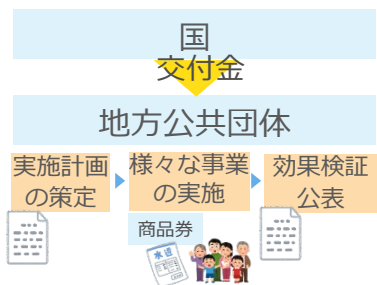 国
交付金
地方公共団体
実施計画
の策定
様々な事業
の実施
効果検証
公表
商品券